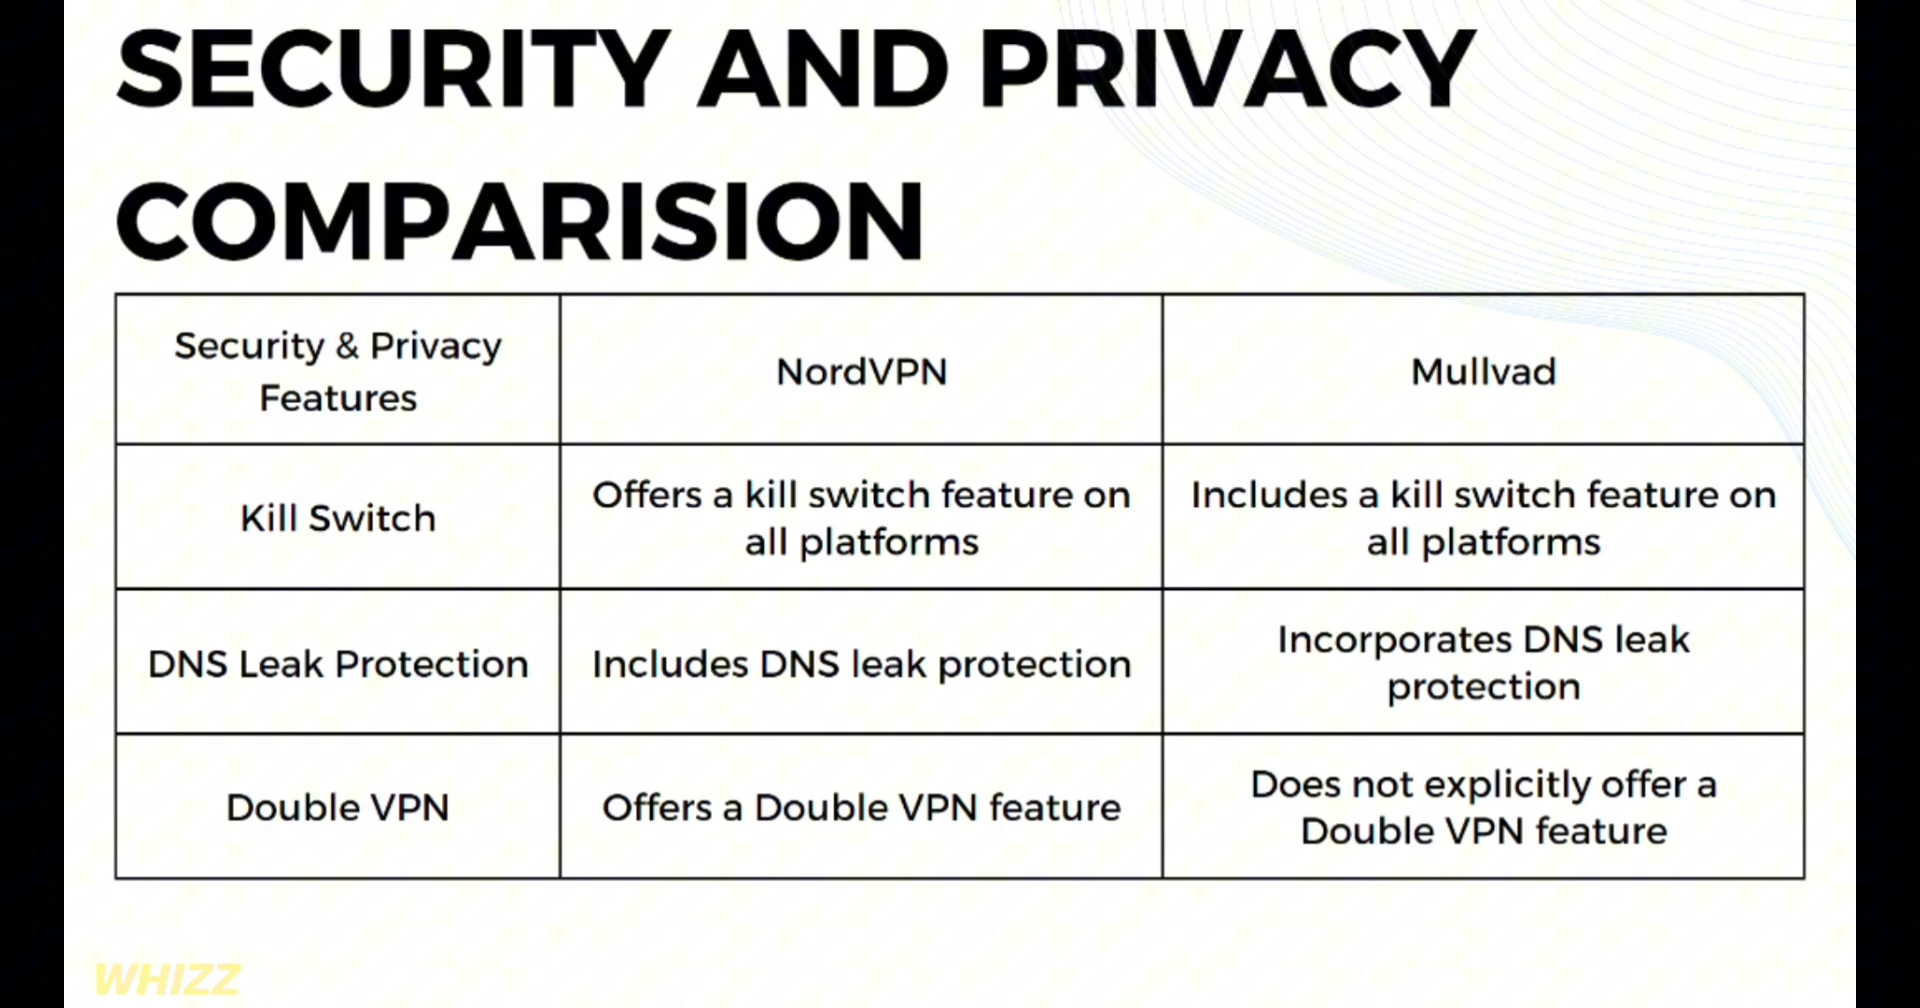 SECURITY AND PRIVACY
COMPARISION
Security & Privacy
Features
NordVPN
Mullvad
Kill Switch
Offers a kill switch feature on
all platforms
Includes a kill switch feature on
all platforms
DNS Leak Protection
Includes DNS leak protection
Incorporates DNS leak
protection
Double VPN
Offers a Double VPN feature
Does not explicitly offer a
Double VPN feature
WHIZZ